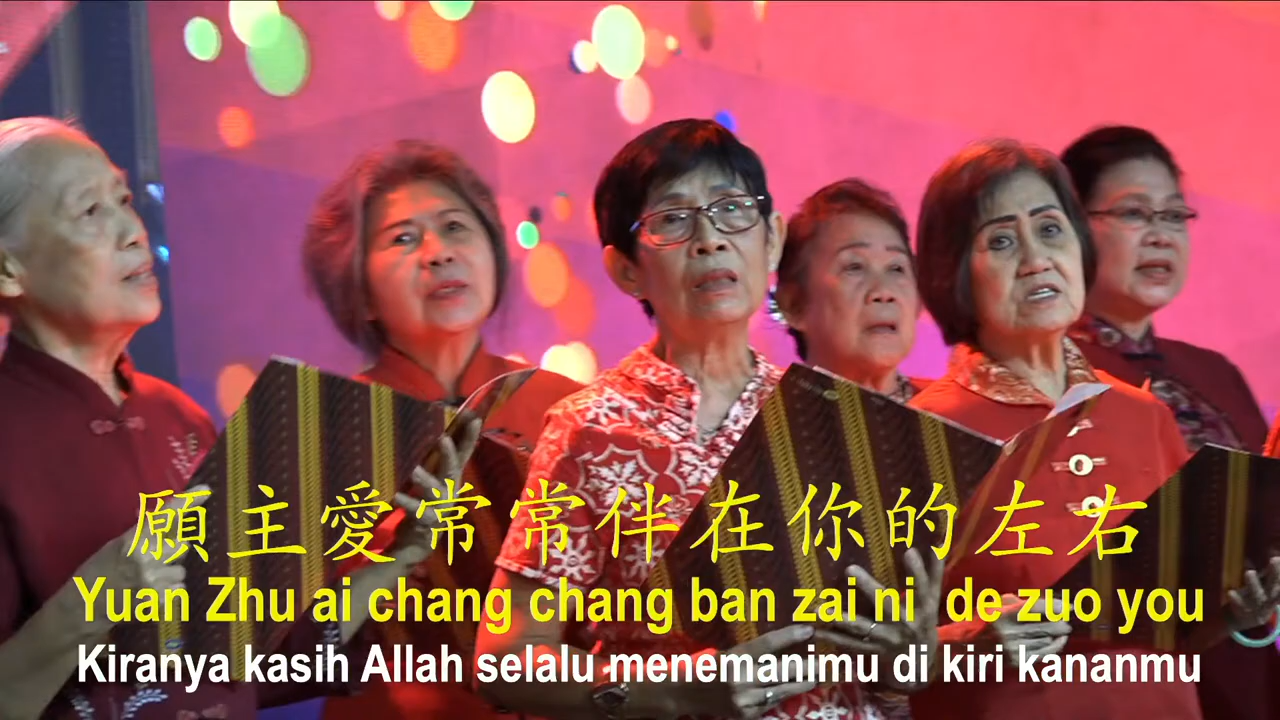 願主愛常常伴在你的左右
Yuan Zhu ai chang chang ban zai ni de zuo you
Kiranya kasih Allah selalu menemanimu di kiri kananmu